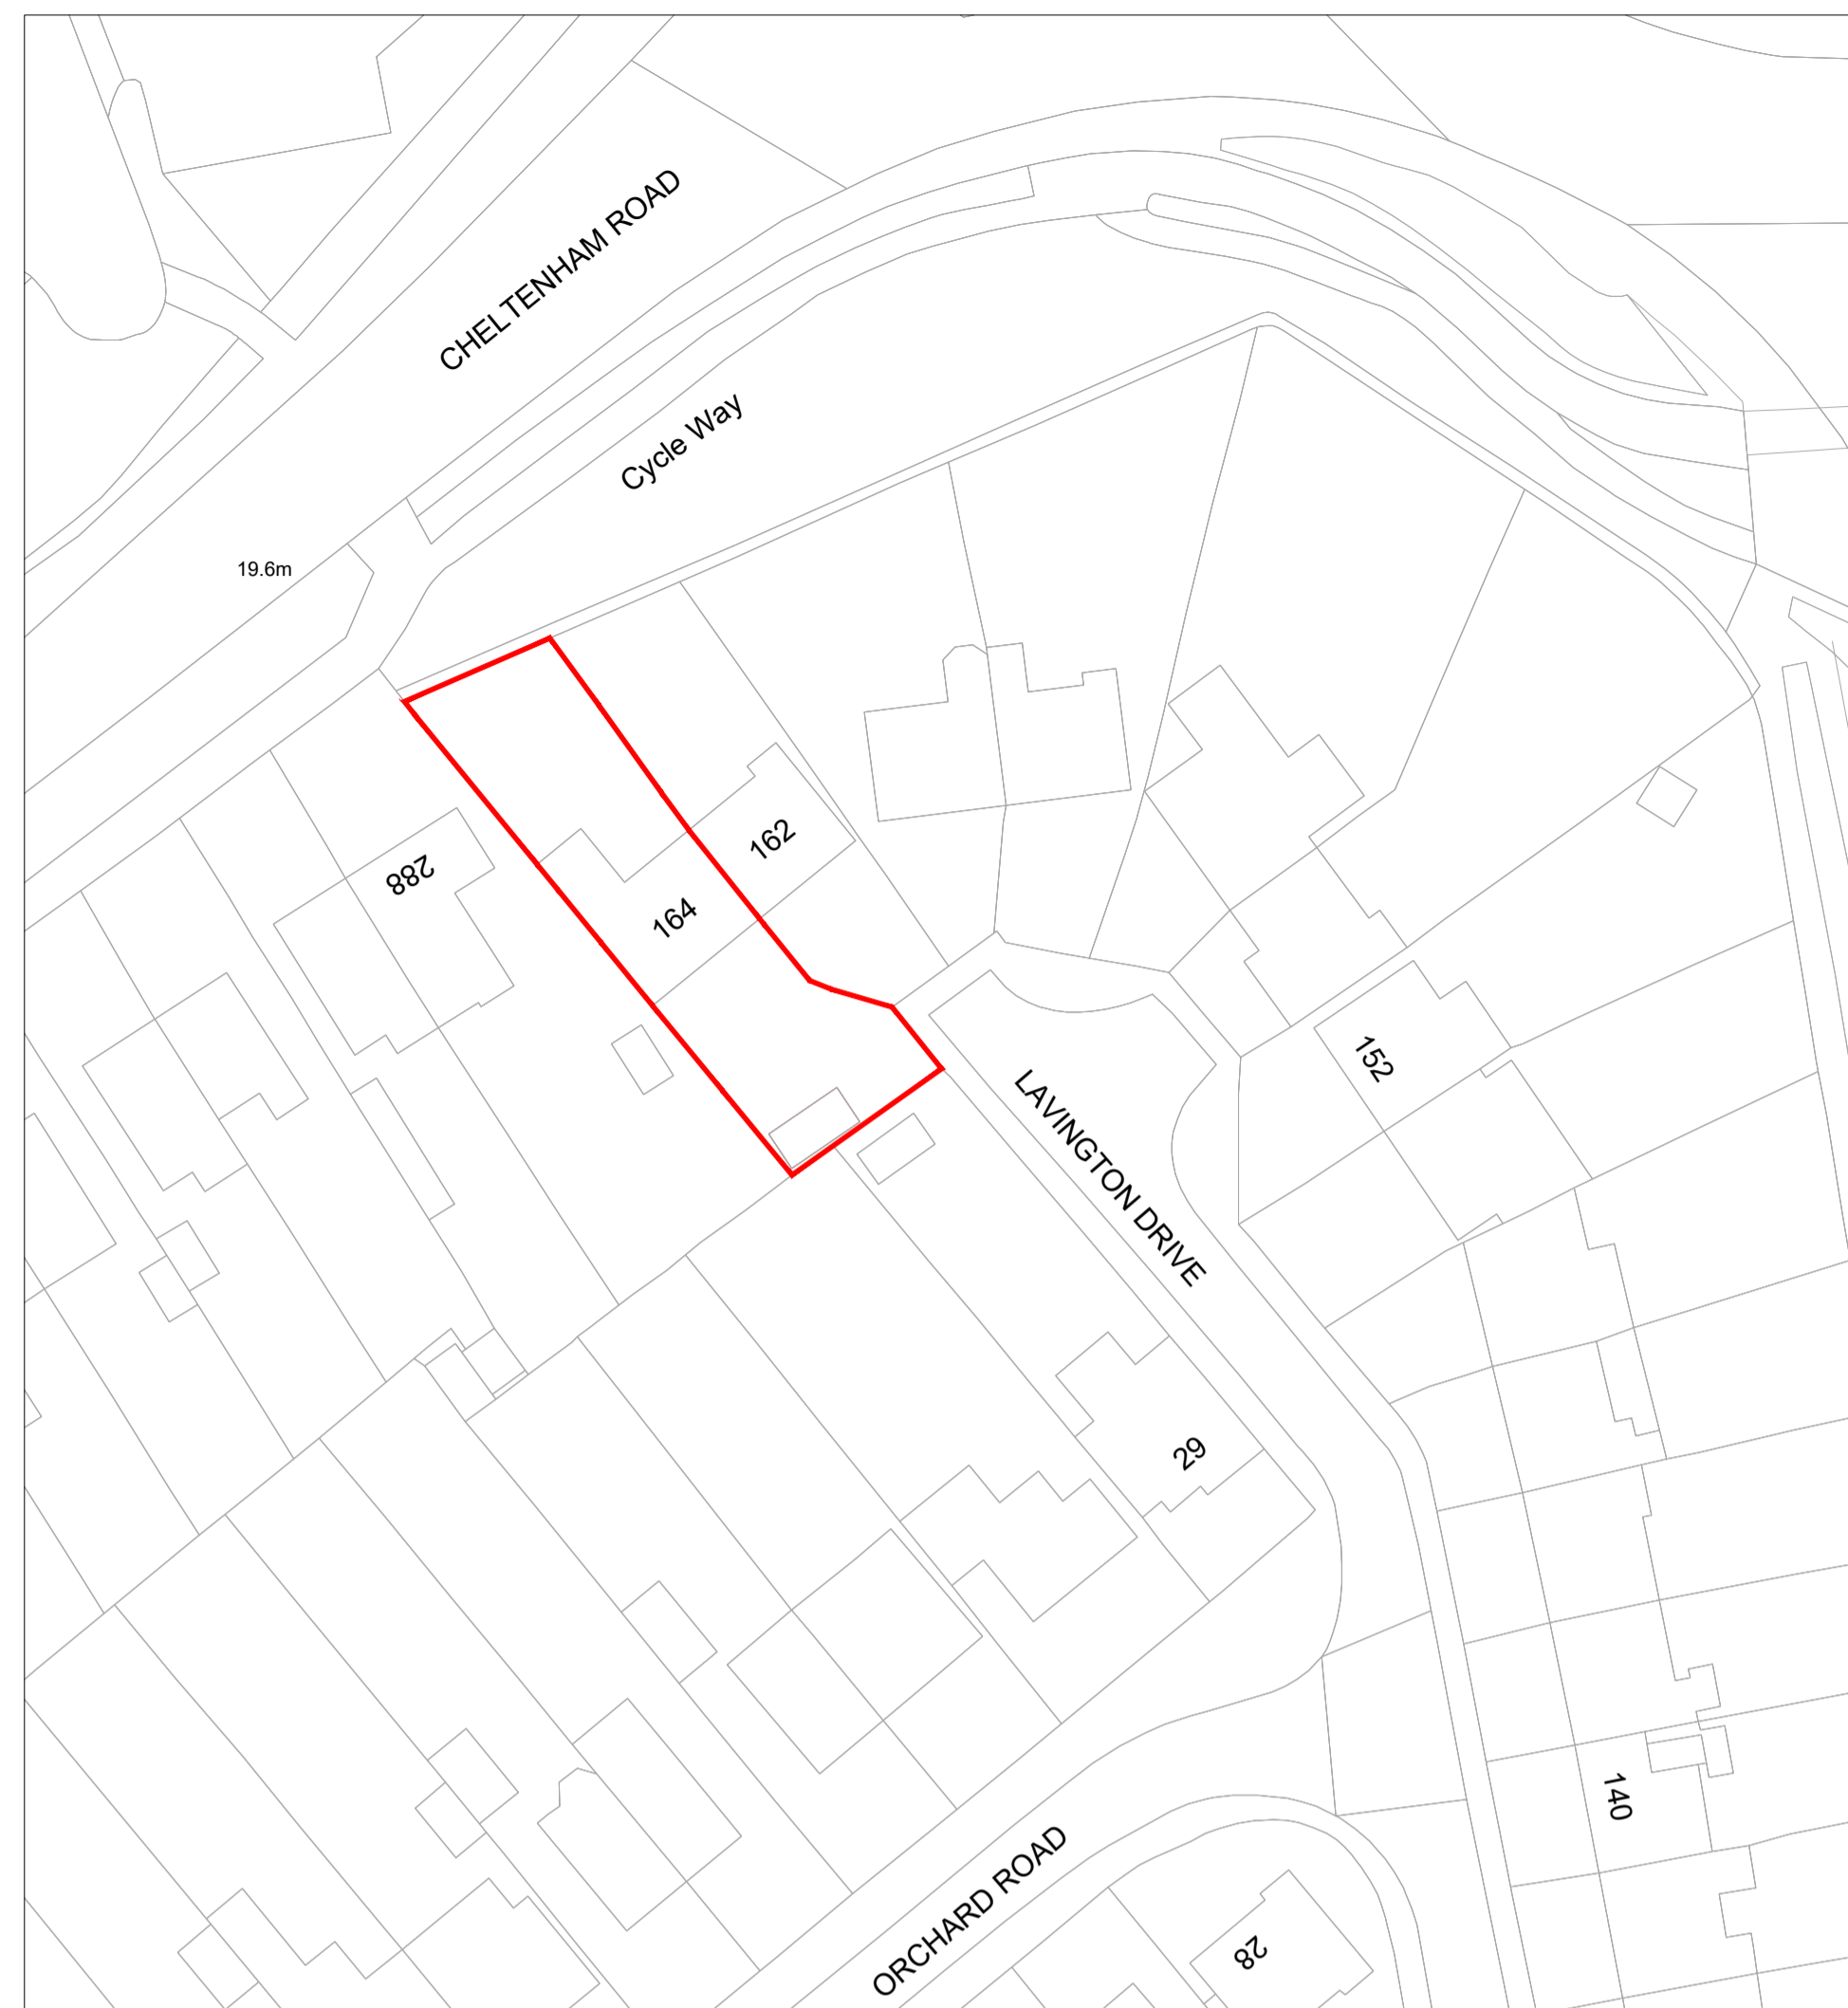 CHELTENHAM ROAD
Cycle Way
19.6m
288
162
164
152
LAVINGTON DRIVE
29
140
ORCHARD ROAD
28